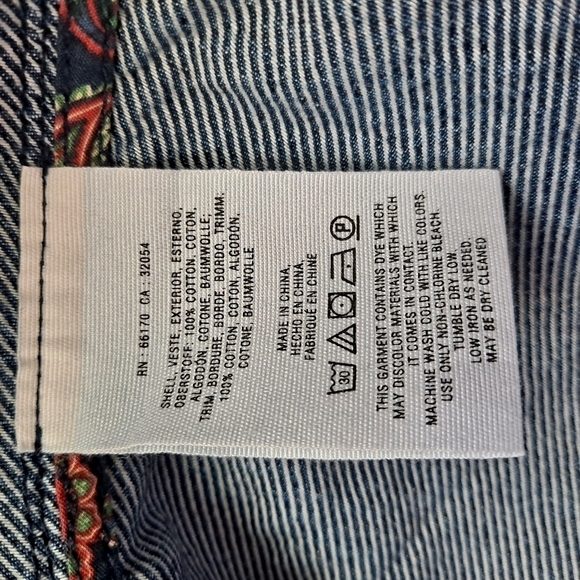 RN: 66170 CA: 32054
SHELL, VESTE, EXTERIOR, ESTERNO,
OBERSTOFF: 100% COTTON, COTON,
ALGODÓN, COTONE, BAUMWOLLE;
TRIM, BORDURE, BORDE, BORDO, TRIMM:
100% COTTON, COTON, ALGODÓN,
COTONE, BAUMWOLLE
MADE IN CHINA,
HECHO EN CHINA,
FABRIQUÉ EN CHINE
30 P
THIS GARMENT CONTAINS DYE WHICH
MAY DISCOLOR MATERIALS WITH WHICH
IT COMES IN CONTACT.
MACHINE WASH COLD WITH LIKE COLORS.
USE ONLY NON-CHLORINE BLEACH
TUMBLE DRY LOW
LOW IRON AS NEEDED.
MAY BE DRY CLEANED